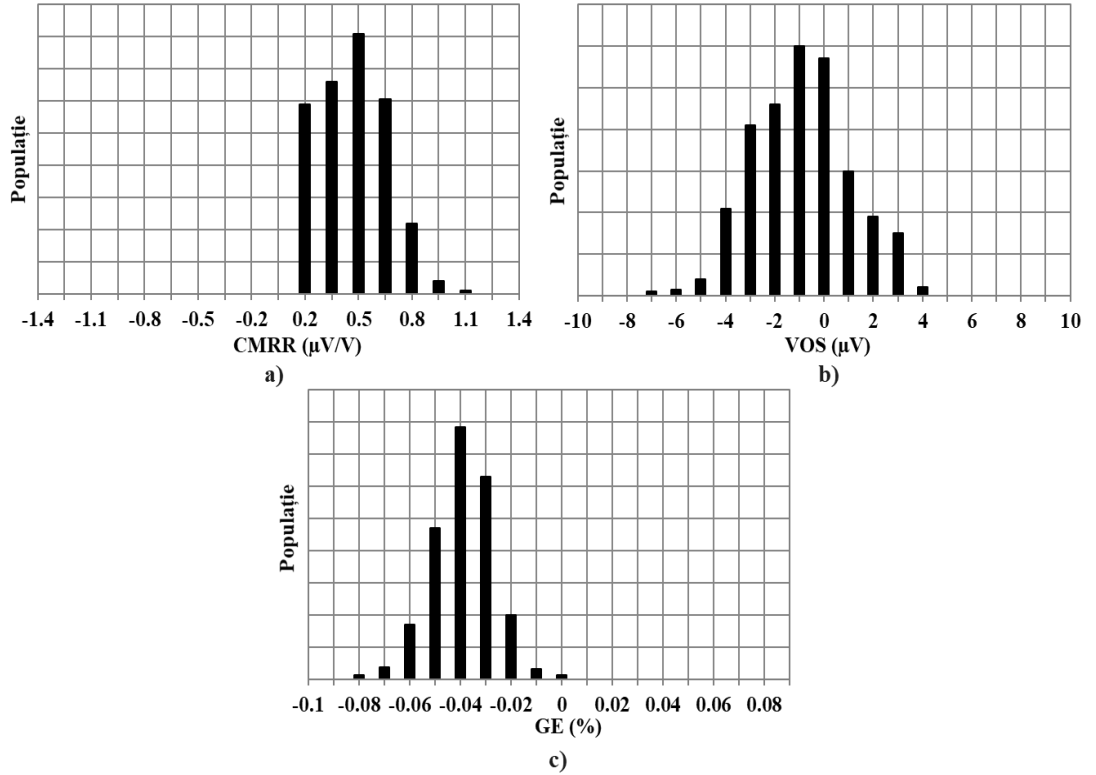 Populație
-1.4 -1.1 -0.8 -0.5 -0.2 0.2 0.5 0.8 1.1 1.4
CMRR (µV/V)
a)
Populație
-10 -8 -6 -4 -2 0 2 4 6 8 10
VOS (µV)
b)
Populație
-0.1 -0.08 -0.06 -0.04 -0.02 0 0.02 0.04 0.06 0.08
GE (%)
c)